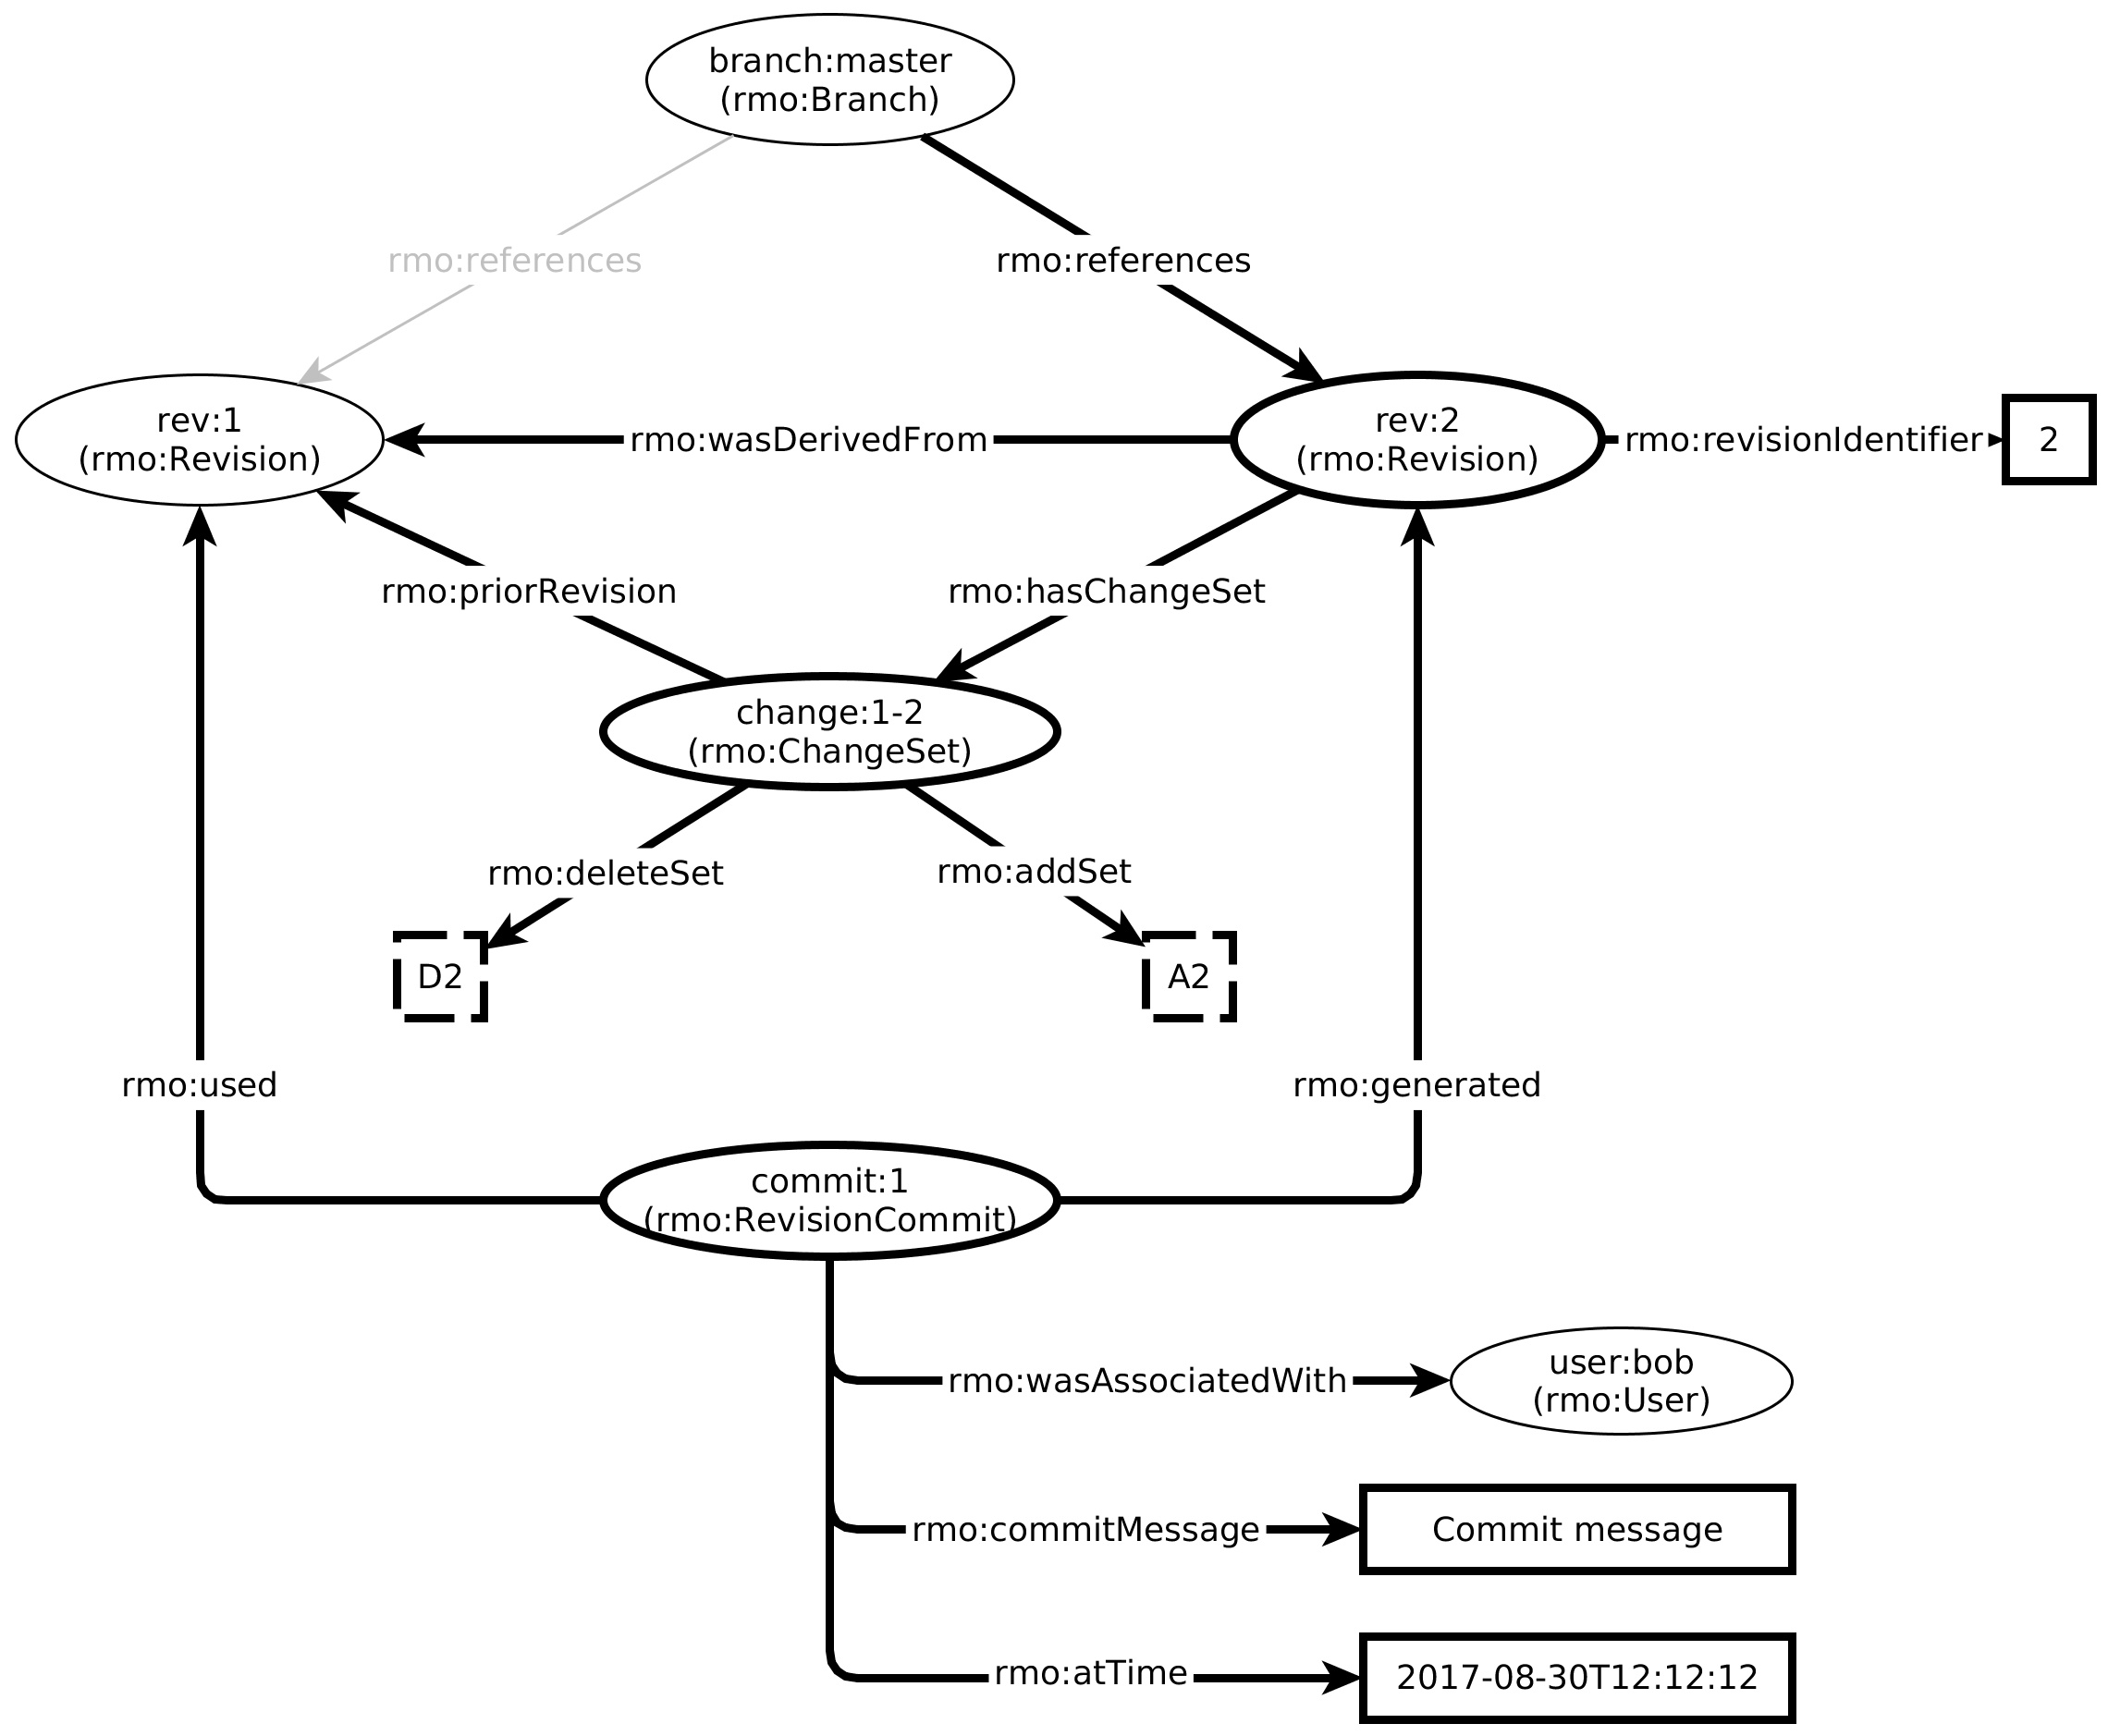 branch:master
(rmo:Branch)
rmo:references
rmo:references
rev:1
(rmo:Revision)
rmo:wasDerivedFrom
rev:2
(rmo:Revision)
rmo:revisionIdentifier
2
rmo:priorRevision
rmo:hasChangeSet
change:1-2
(rmo:ChangeSet)
rmo:deleteSet
rmo:addSet
D2
A2
rmo:used
rmo:generated
commit:1
(rmo:RevisionCommit)
rmo:wasAssociatedWith
user:bob
(rmo:User)
rmo:commitMessage
Commit message
rmo:atTime
2017-08-30T12:12:12